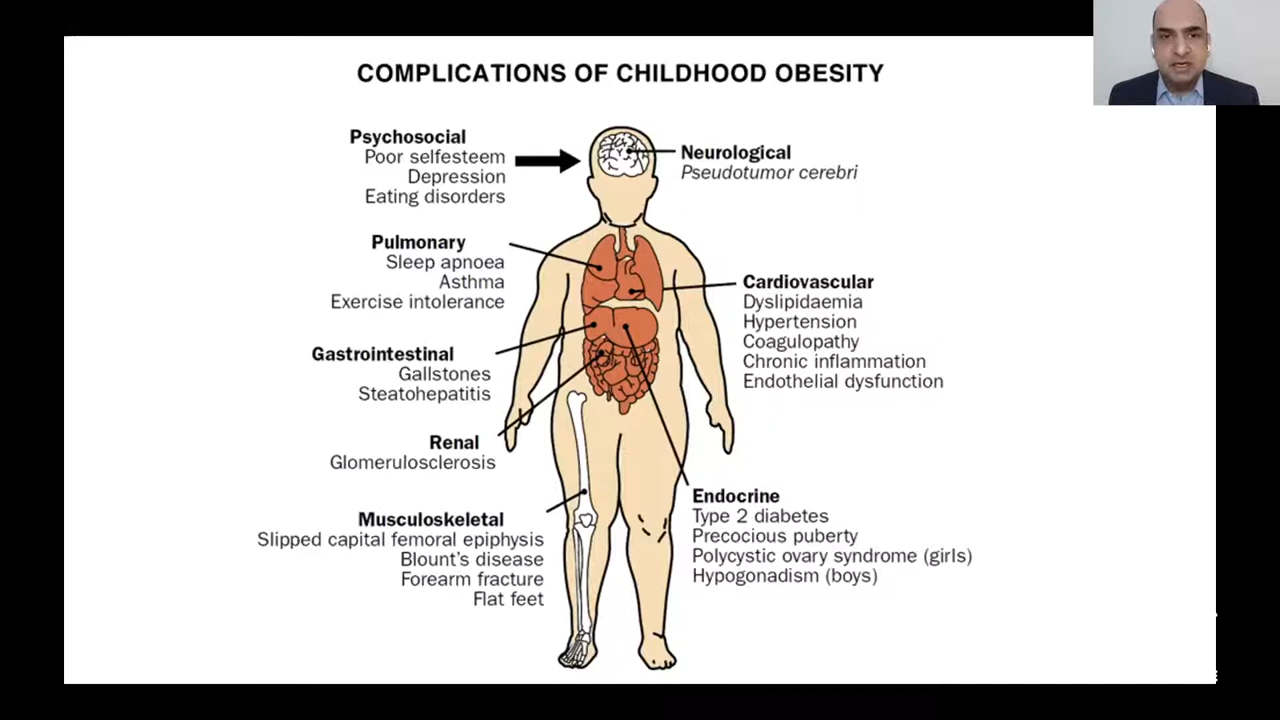 COMPLICATIONS OF CHILDHOOD OBESITY
Psychosocial
Poor selfesteem
Depression
Eating disorders
Neurological
Pseudotumor cerebri
Pulmonary
Sleep apnoea
Asthma
Exercise intolerance
Cardiovascular
Dyslipidaemia
Hypertension
Coagulopathy
Chronic inflammation
Endothelial dysfunction
Gastrointestinal
Gallstones
Steatohepatitis
Renal
Glomerulosclerosis
Endocrine
Type 2 diabetes
Precocious puberty
Polycystic ovary syndrome (girls)
Hypogonadism (boys)
Musculoskeletal
Slipped capital femoral epiphysis
Blount's disease
Forearm fracture
Flat feet